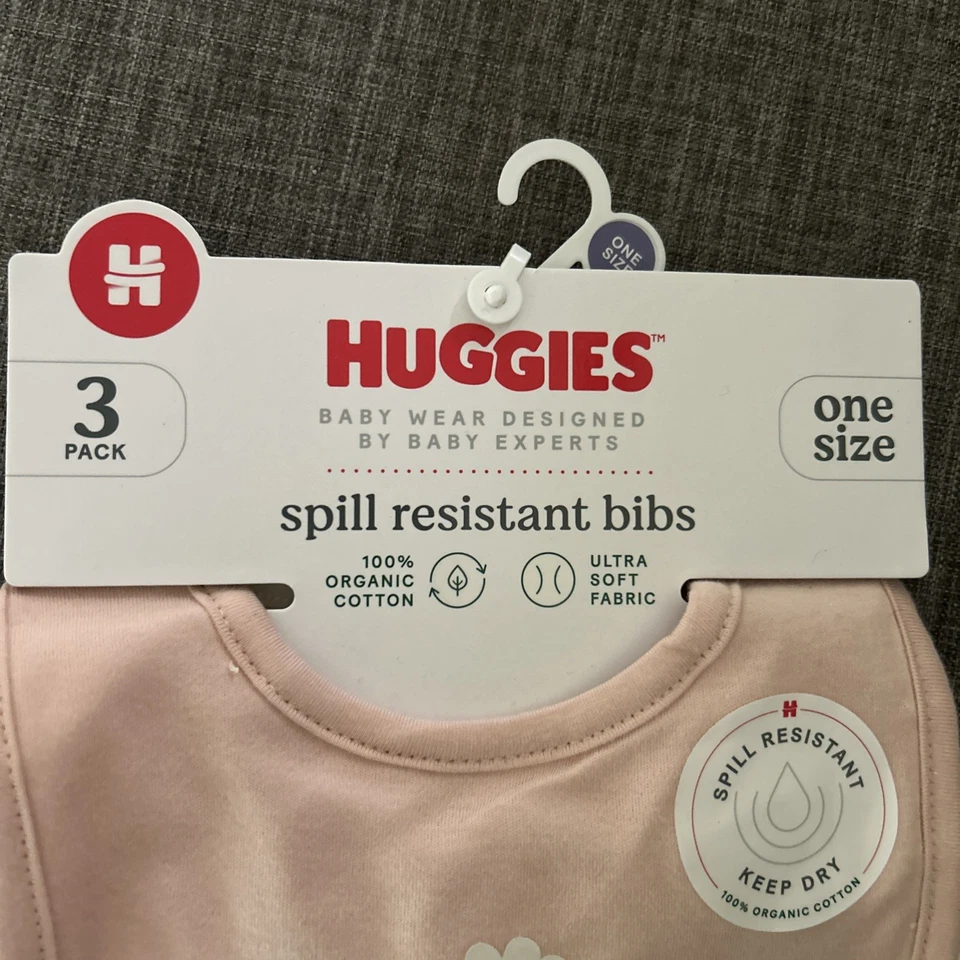 H
ONE
SIZE
HUGGIES™
3
PACK
BABY WEAR DESIGNED
BY BABY EXPERTS
one
size
spill resistant bibs
100%
ORGANIC
COTTON
ULTRA
SOFT
FABRIC
H
SPILL RESISTANT
KEEP DRY
100% ORGANIC COTTON